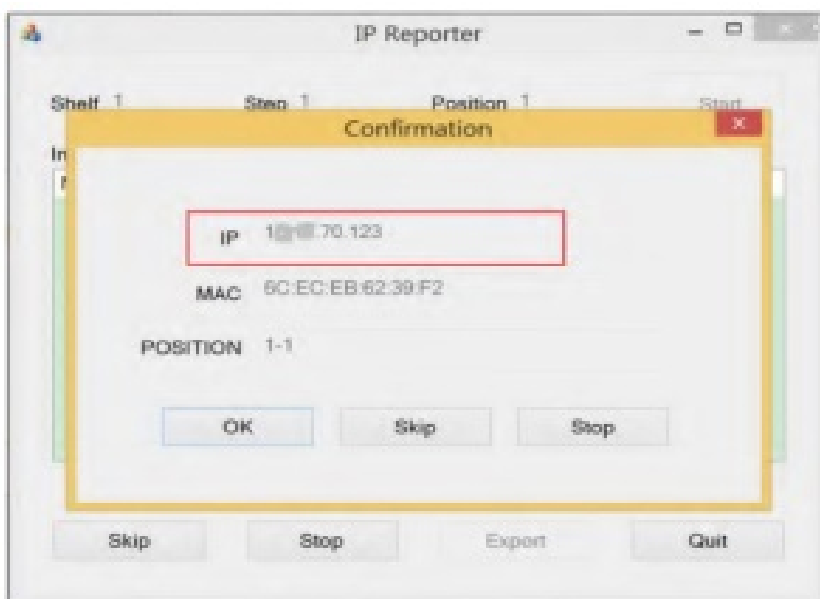 IP Reporter
Shelf 1 Step 1 Position 1 Start
Confirmation
IP .70.123
MAC 6C:EC:EB:62:39:F2
POSITION 1-1
OK Skip Stop
Skip Stop Export Quit